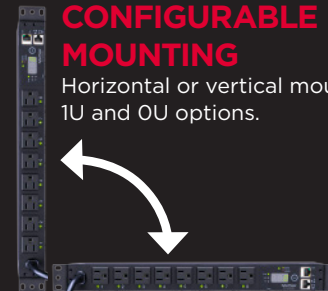 CONFIGURABLE
MOUNTING
Horizontal or vertical mou
1U and 0U options.